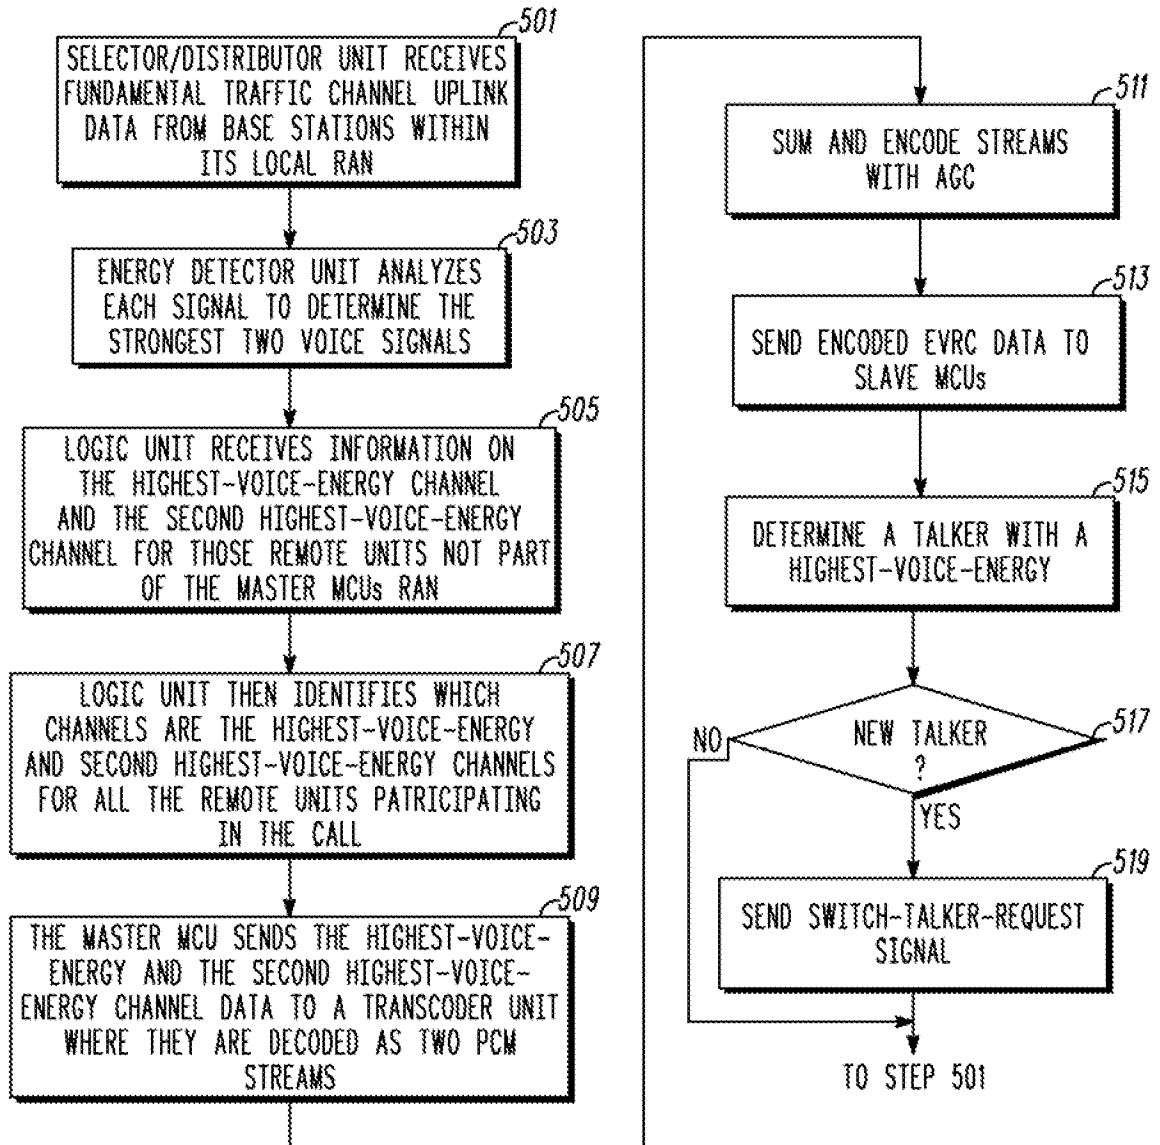 501
SELECTOR/DISTRIBUTOR UNIT RECEIVES
FUNDAMENTAL TRAFFIC CHANNEL UPLINK
DATA FROM BASE STATIONS WITHIN
ITS LOCAL RAN
503
ENERGY DETECTOR UNIT ANALYZES
EACH SIGNAL TO DETERMINE THE
STRONGEST TWO VOICE SIGNALS
505
LOGIC UNIT RECEIVES INFORMATION ON
THE HIGHEST-VOICE-ENERGY CHANNEL
AND THE SECOND HIGHEST-VOICE-ENERGY
CHANNEL FOR THOSE REMOTE UNITS NOT PART
OF THE MASTER MCUs RAN
507
LOGIC UNIT THEN IDENTIFIES WHICH
CHANNELS ARE THE HIGHEST-VOICE-ENERGY
AND SECOND HIGHEST-VOICE-ENERGY CHANNELS
FOR ALL THE REMOTE UNITS PATRICIPATING
IN THE CALL
509
THE MASTER MCU SENDS THE HIGHEST-VOICE-
ENERGY AND THE SECOND HIGHEST-VOICE-
ENERGY CHANNEL DATA TO A TRANSCODER UNIT
WHERE THEY ARE DECODED AS TWO PCM
STREAMS
511
SUM AND ENCODE STREAMS
WITH AGC
513
SEND ENCODED EVRC DATA TO
SLAVE MCUs
515
DETERMINE A TALKER WITH A
HIGHEST-VOICE-ENERGY
517
NEW TALKER
?
NO
YES
519
SEND SWITCH-TALKER-REQUEST
SIGNAL
TO STEP 501